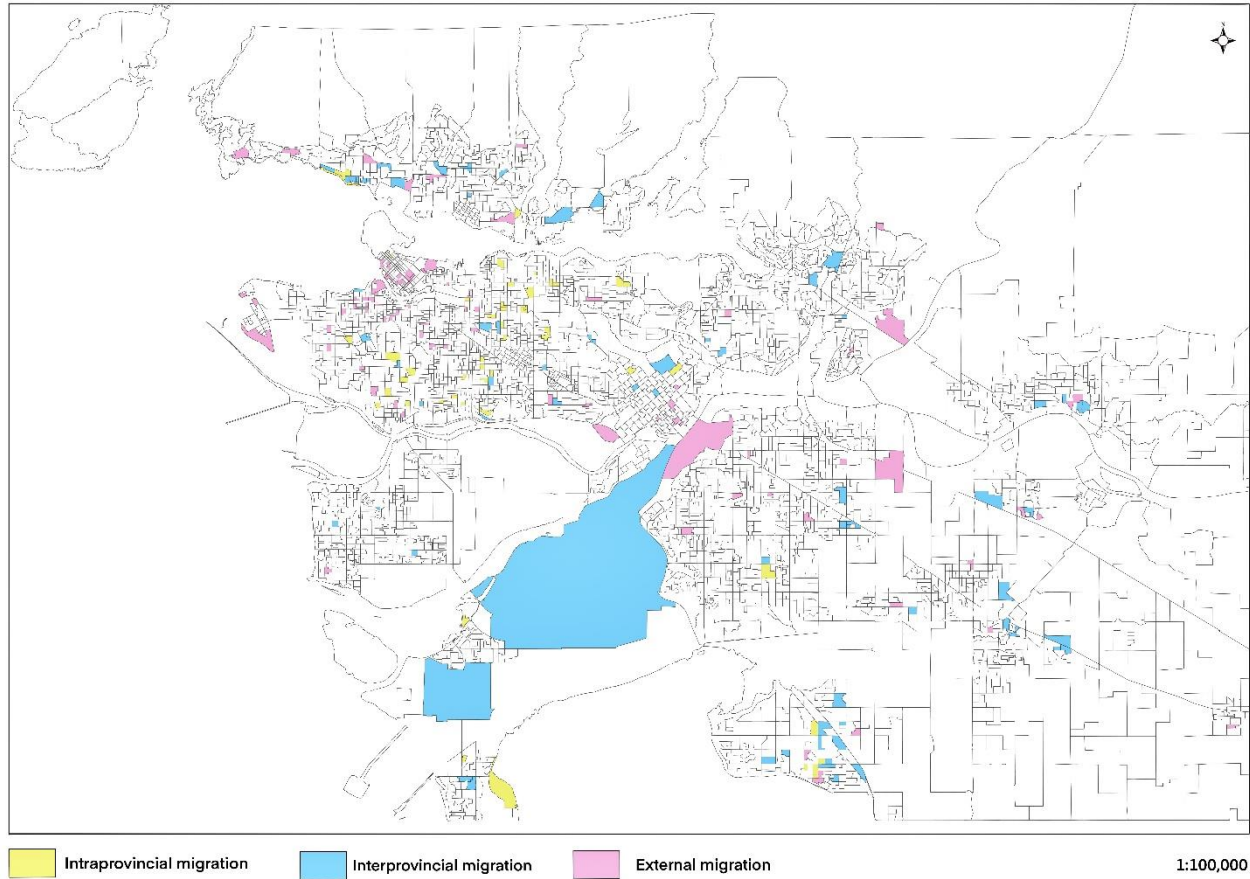 N
Intraprovincial migration
Interprovincial migration
External migration
1:100,000